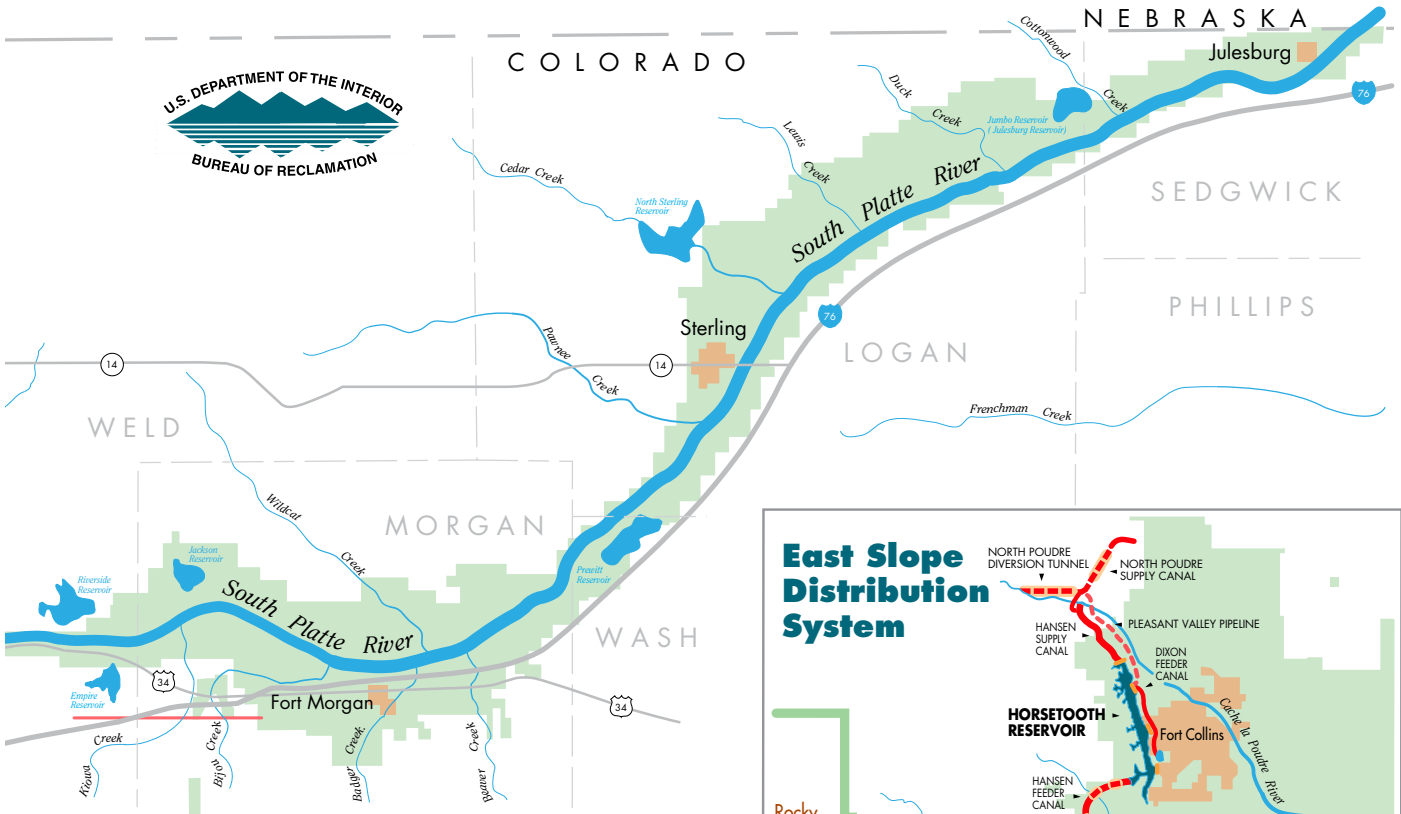 NEBRASKA
COLORADO
Julesburg
Cottonwood
Creek
76
U.S. DEPARTMENT OF THE INTERIOR
BUREAU OF RECLAMATION
Duck
Creek
Jumbo Reservoir
(Julesburg Reservoir)
Lewis
Creek
Cedar Creek
South Platte River
SEDGWICK
North Sterling
Reservoir
PHILLIPS
76
Sterling
LOGAN
Pawnee
Creek
14
14
WELD
Frenchman Creek
Wildcat
Creek
MORGAN
Jackson
Reservoir
Riverside
Reservoir
Prewitt
Reservoir
South Platte River
WASH
34
Empire
Reservoir
Fort Morgan
34
Kiowa
Creek
Bijou
Creek
Badger
Creek
Beaver
Creek
East Slope
Distribution
System
NORTH POUDRE
DIVERSION TUNNEL
NORTH POUDRE
SUPPLY CANAL
PLEASANT VALLEY PIPELINE
HANSEN
SUPPLY
CANAL
DIXON
FEEDER
CANAL
HORSETOOTH
RESERVOIR
Fort Collins
Cache la Poudre River
HANSEN
FEEDER
CANAL
Rocky